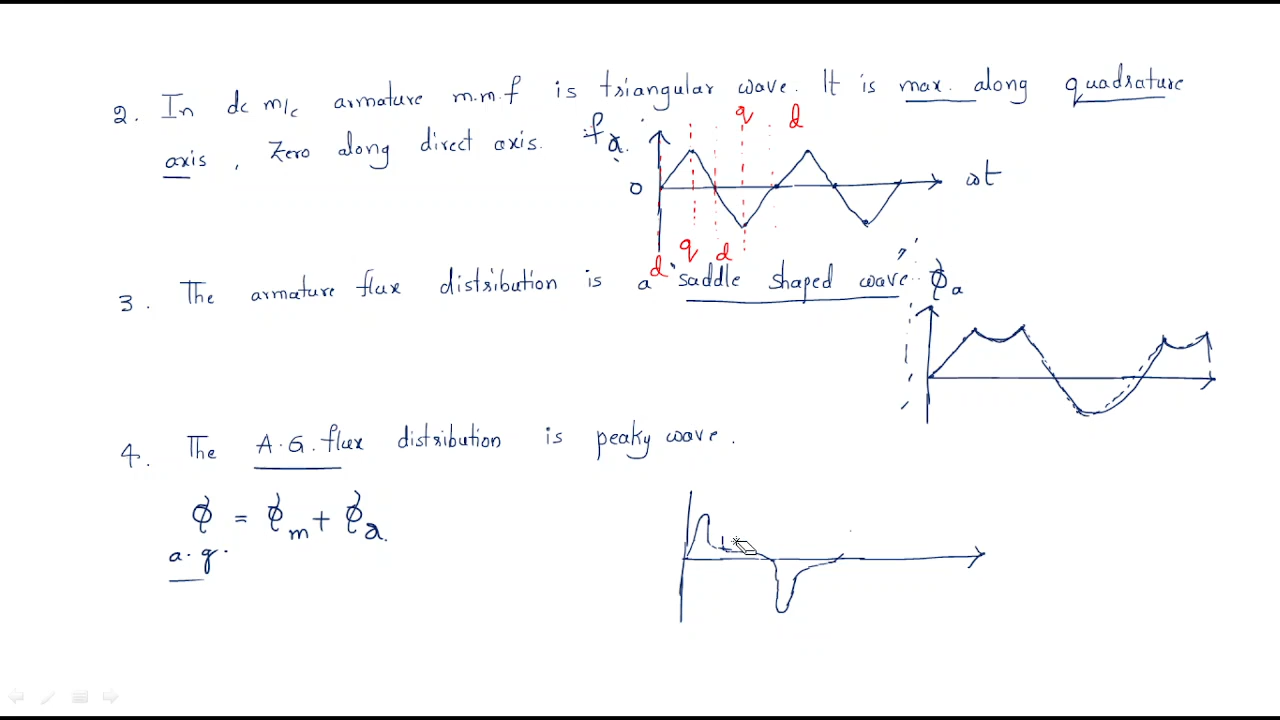 2. In dc m/c armature m.m.f is triangular wave. It is max. along quadrature
axis, Zero along direct axis.
fa.
q d
0
ωt
d q d
3. The armature flux distribution is a "saddle shaped wave"
ϕa
4. The A.G. flux distribution is peaky wave.
ϕ = ϕm + ϕa.
a.g.